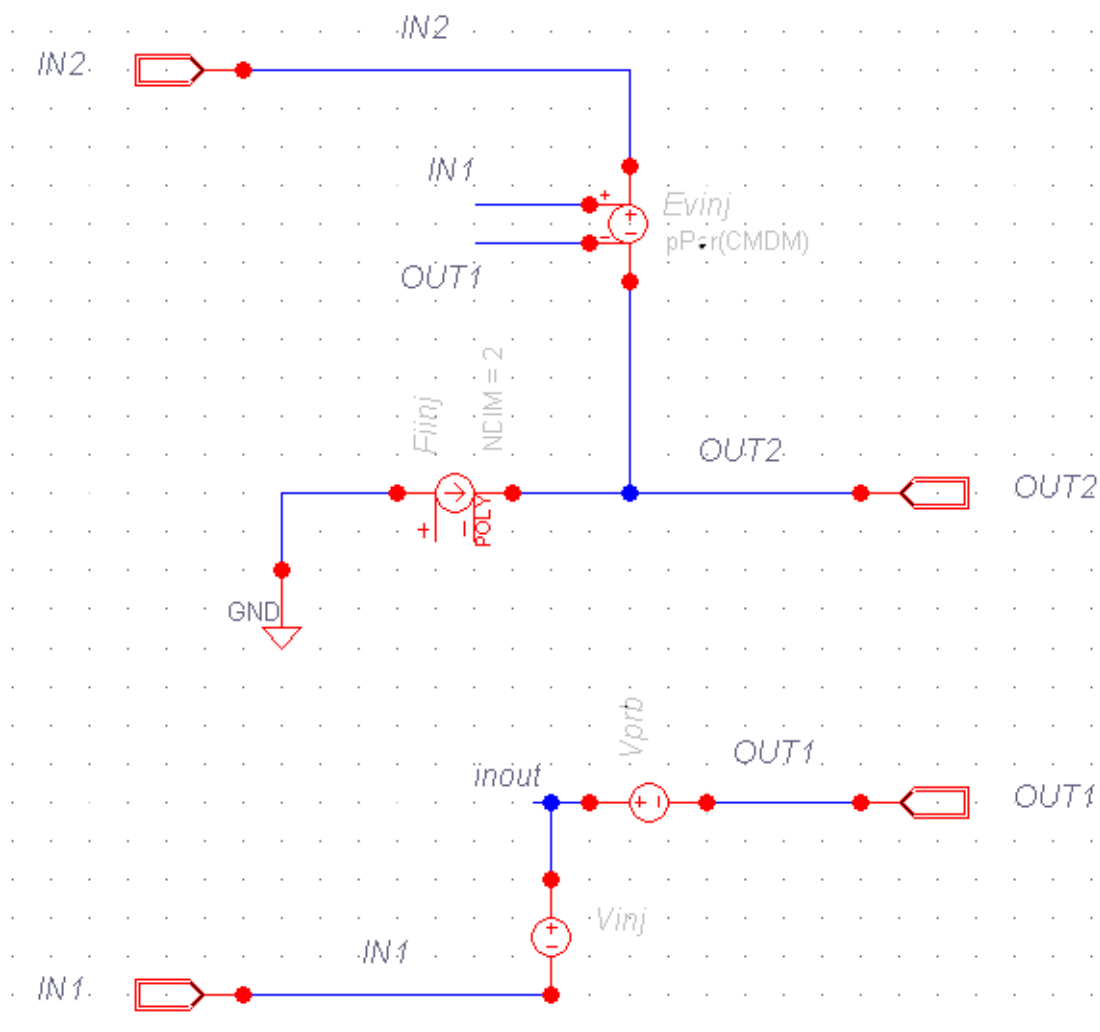 IN2
IN2
IN1
Evinj
pPar(CMDM)
OUT1
Fiinj
NDIM = 2
POLY
OUT2
OUT2
GND
Vprb
OUT1
inout
OUT1
Vinj
IN1
IN1